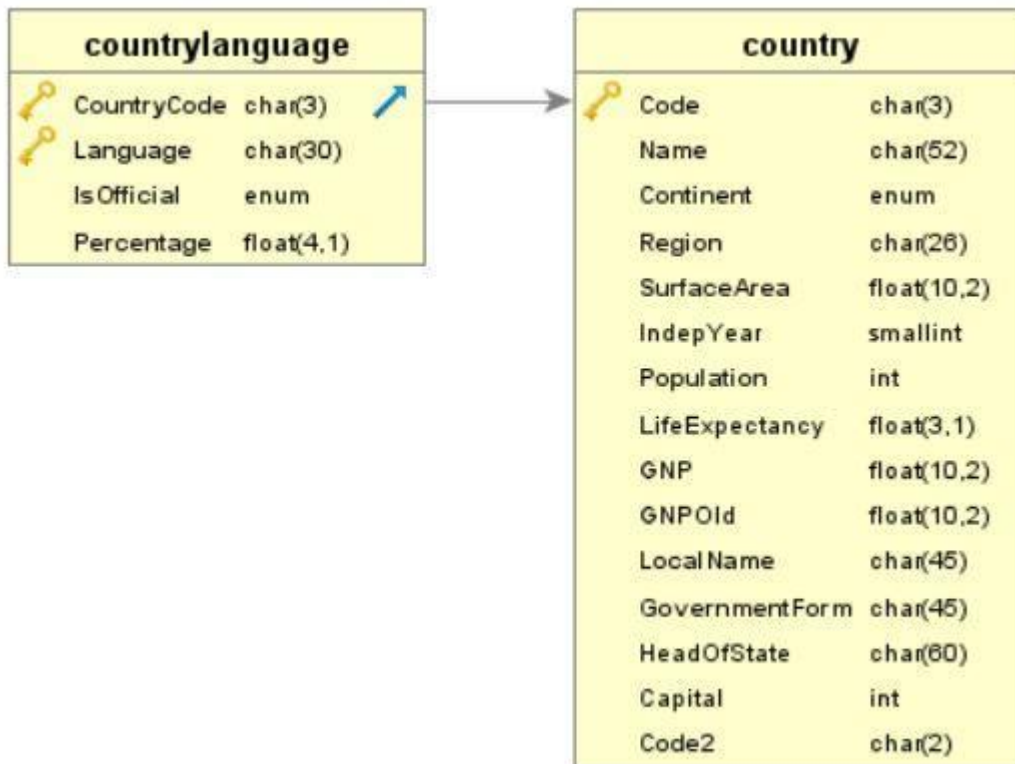 countrylanguage
CountryCode char(3)
Language char(30)
IsOfficial enum
Percentage float(4,1)
country
Code char(3)
Name char(52)
Continent enum
Region char(26)
SurfaceArea float(10,2)
IndepYear smallint
Population int
LifeExpectancy float(3,1)
GNP float(10,2)
GNPOld float(10,2)
LocalName char(45)
GovernmentForm char(45)
HeadOfState char(60)
Capital int
Code2 char(2)